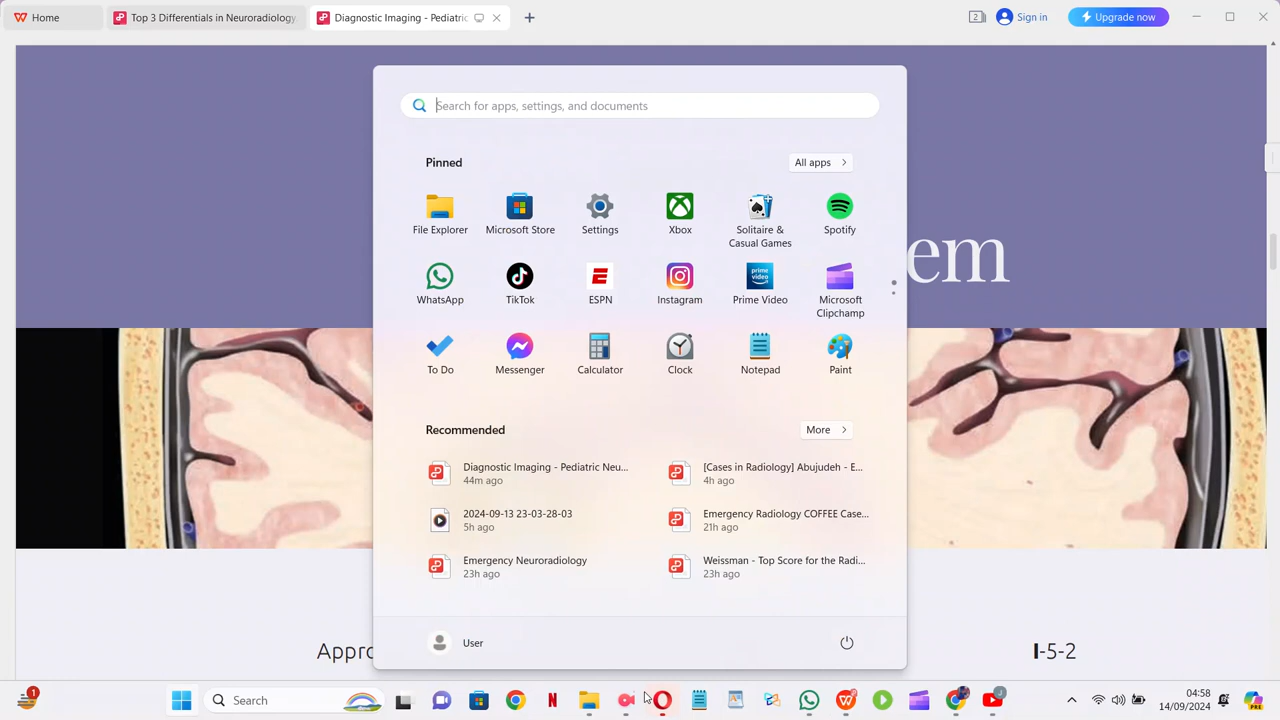 Home
Top 3 Differentials in Neuroradiology.
Diagnostic Imaging - Pediatric
2
Sign in
Upgrade now
Search for apps, settings, and documents
Pinned
All apps
File Explorer
Microsoft Store
Settings
Xbox
Solitaire &
Casual Games
Spotify
WhatsApp
TikTok
ESPN
Instagram
Prime Video
Microsoft
Clipchamp
To Do
Messenger
Calculator
Clock
Notepad
Paint
em
Recommended
More
Diagnostic Imaging - Pediatric Neu...
44m ago
[Cases in Radiology] Abujudeh - E...
4h ago
2024-09-13 23-03-28-03
5h ago
Emergency Radiology COFFEE Case...
21h ago
Emergency Neuroradiology
23h ago
Weissman - Top Score for the Radi...
23h ago
User
Appro
I-5-2
1
Search
04:58
14/09/2024